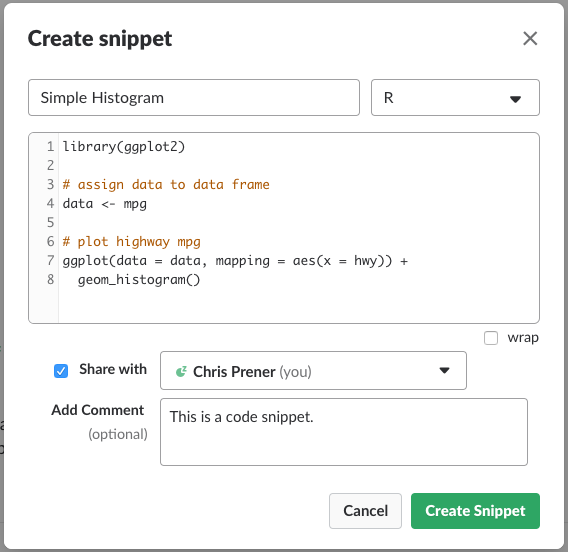 Create snippet
Simple Histogram
R
1 library(ggplot2)
2
3 # assign data to data frame
4 data <- mpg
5
6 # plot highway mpg
7 ggplot(data = data, mapping = aes(x = hwy)) +
8   geom_histogram()
wrap
Share with
Chris Prener (you)
Add Comment
(optional)
This is a code snippet.
Cancel
Create Snippet